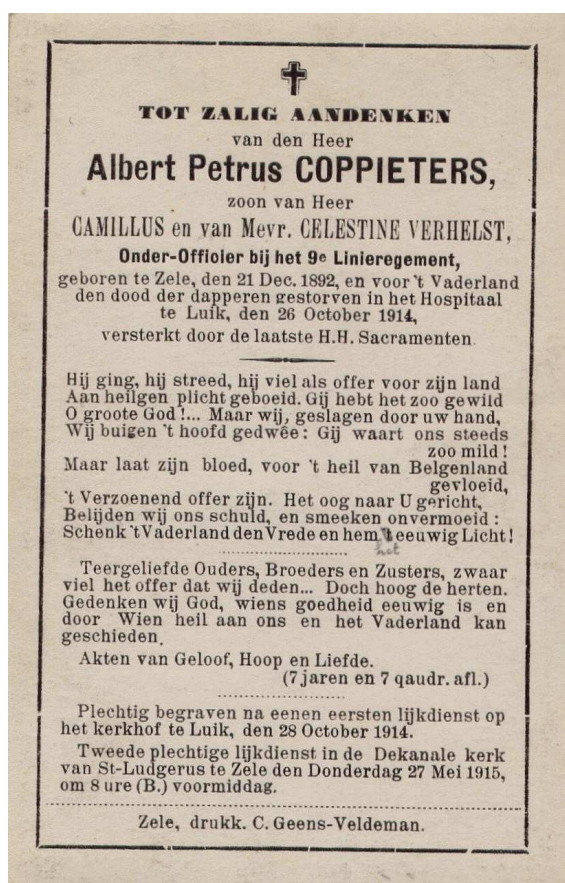 TOT ZALIG AANDENKEN
van den Heer
Albert Petrus COPPIETERS,
zoon van Heer
CAMILLUS en van Mevr. CELESTINE VERHELST,
Onder-Officier bij het 9e Linieregement,
geboren te Zele, den 21 Dec. 1892, en voor 't Vaderland
den dood der dapperen gestorven in het Hospitaal
te Luik, den 26 October 1914,
versterkt door de laatste H.H. Sacramenten.
Hij ging, hij streed, hij viel als offer voor zijn land
Aan heilgen plicht geboeid. Gij hebt het zoo gewild
O groote God!... Maar wij, geslagen door uw hand,
Wij buigen 't hoofd gedwêe: Gij waart ons steeds
zoo mild!
Maar laat zijn bloed, voor 't heil van Belgenland
gevloeid,
't Verzoenend offer zijn. Het oog naar U gericht,
Belijden wij ons schuld, en smeeken onvermoeid:
Schenk 't Vaderland den Vrede en hem 't eeuwig Licht!
het
Teergeliefde Ouders, Broeders en Zusters, zwaar
viel het offer dat wij deden... Doch hoog de herten.
Gedenken wij God, wiens goedheid eeuwig is en
door Wien heil aan ons en het Vaderland kan
geschieden.
Akten van Geloof, Hoop en Liefde.
(7 jaren en 7 qaudr. afl.)
Plechtig begraven na eenen eersten lijkdienst op
het kerkhof te Luik, den 28 October 1914.
Tweede plechtige lijkdienst in de Dekanale kerk
van St-Ludgerus te Zele den Donderdag 27 Mei 1915,
om 8 ure (B.) voormiddag.
Zele, drukk. C. Geens-Veldeman.